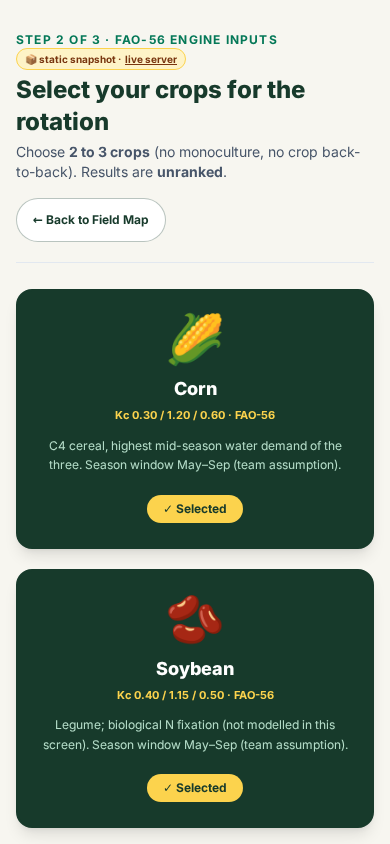 STEP 2 OF 3 · FAO-56 ENGINE INPUTS
static snapshot · live server
Select your crops for the
rotation
Choose 2 to 3 crops (no monoculture, no crop back-
to-back). Results are unranked.
← Back to Field Map
Corn
Kc 0.30 / 1.20 / 0.60 · FAO-56
C4 cereal, highest mid-season water demand of the
three. Season window May–Sep (team assumption).
✓ Selected
Soybean
Kc 0.40 / 1.15 / 0.50 · FAO-56
Legume; biological N fixation (not modelled in this
screen). Season window May–Sep (team assumption).
✓ Selected